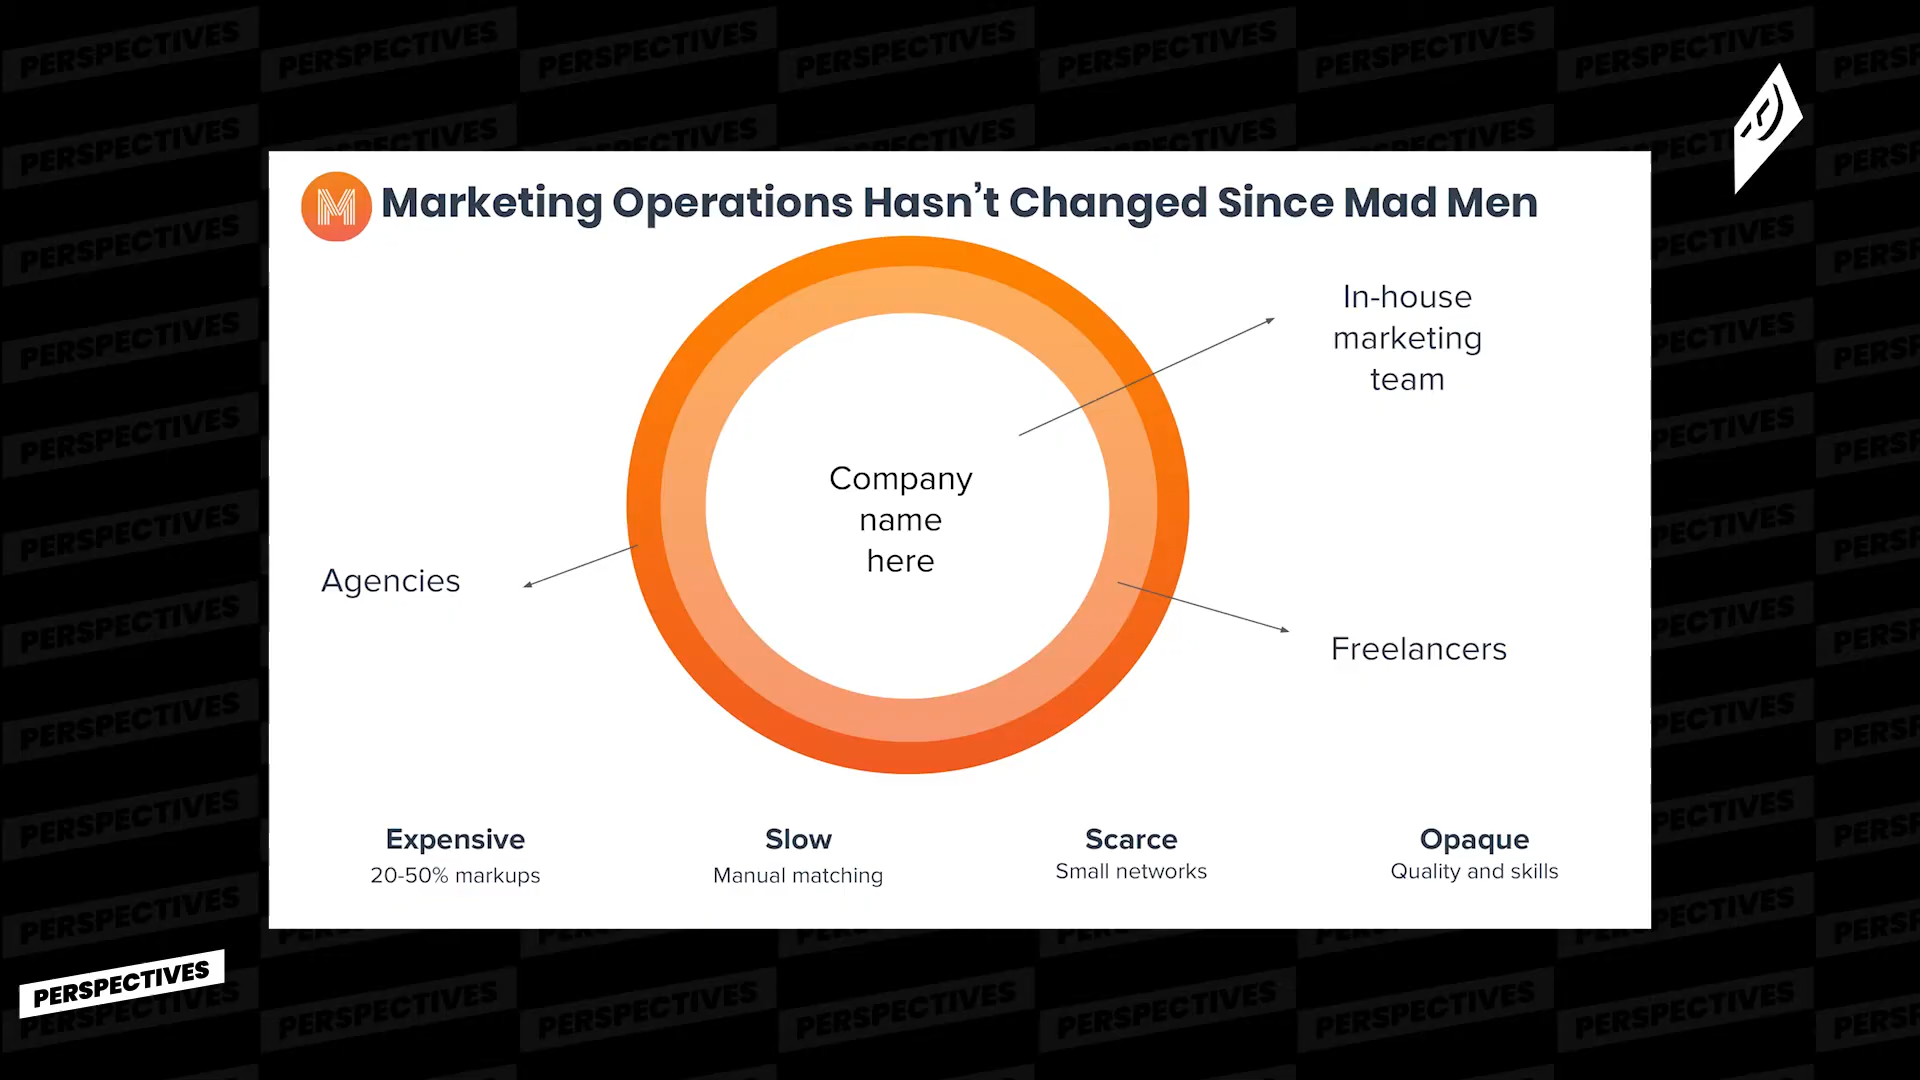 Marketing Operations Hasn’t Changed Since Mad Men
In-house
marketing
team
Company
name
here
Agencies
Freelancers
Expensive
20-50% markups
Slow
Manual matching
Scarce
Small networks
Opaque
Quality and skills
PERSPECTIVES